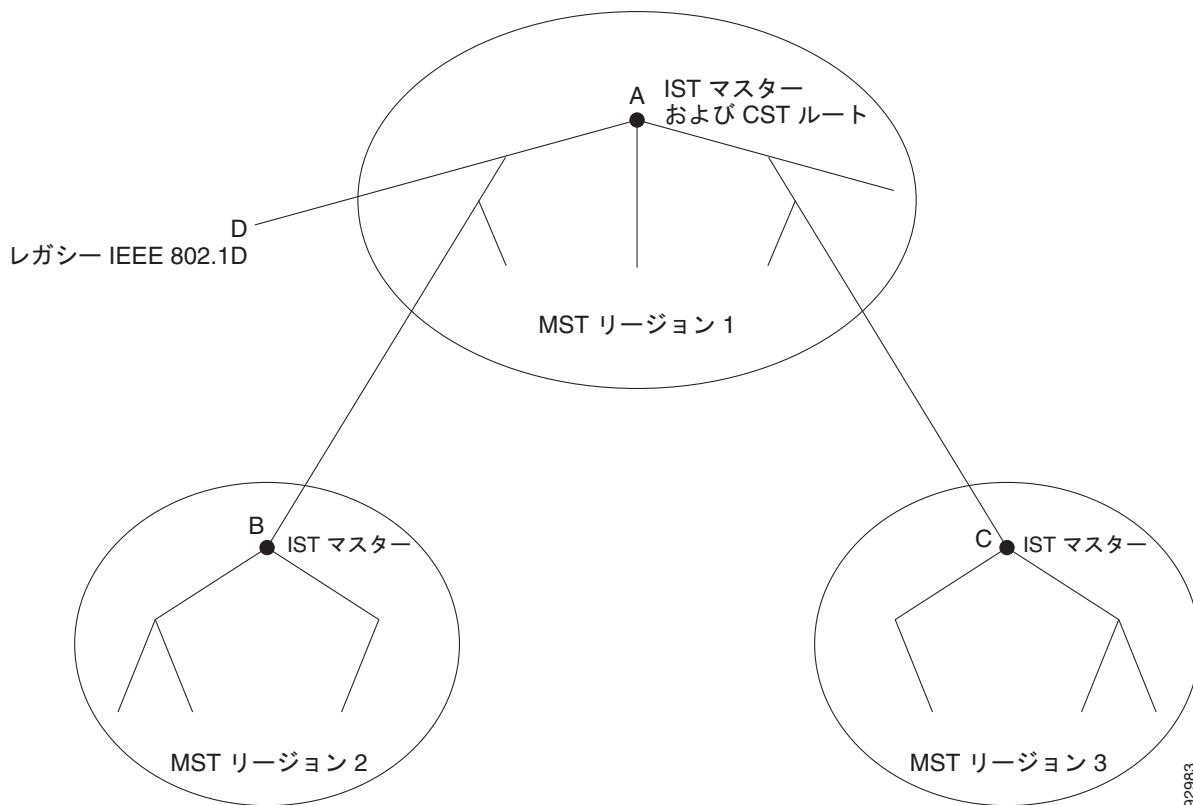 A
IST マスター
および CST ルート
D
レガシー IEEE 802.1D
MST リージョン 1
B
IST マスター
C
IST マスター
MST リージョン 2
MST リージョン 3
92983